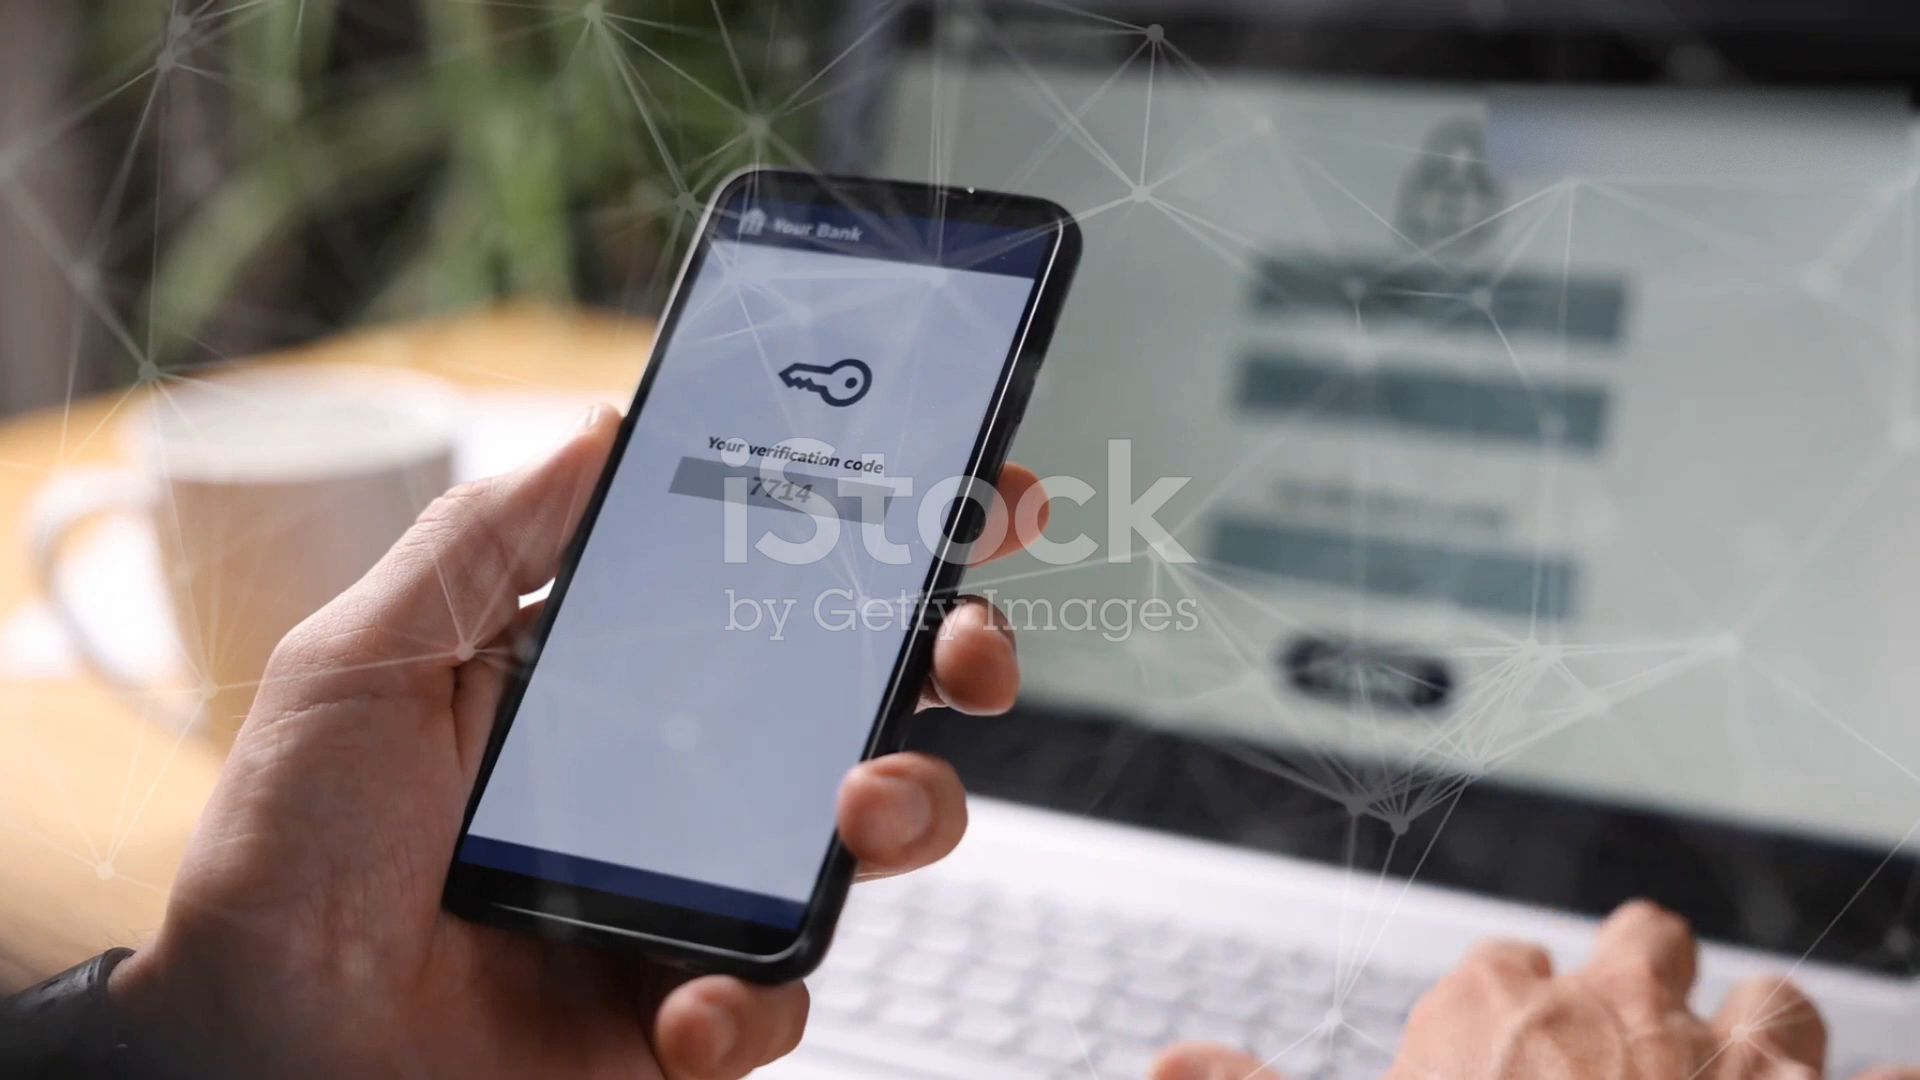 Your Bank
Your verification code
7714
iStock
by Getty Images